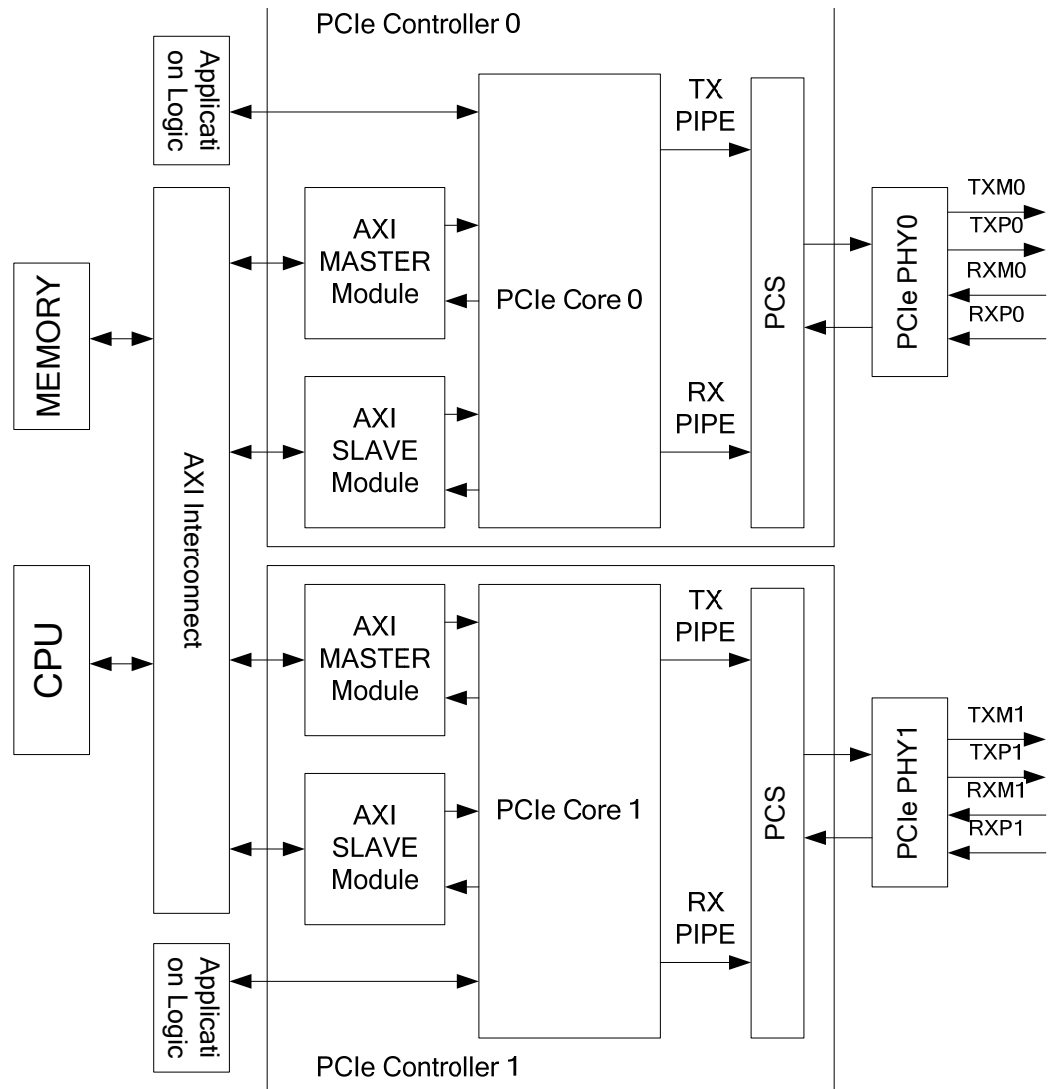 PCIe Controller 0
Applicati
on Logic
TX
PIPE
AXI
MASTER
Module
PCIe Core 0
PCS
PCIe PHY0
TXM0
TXP0
RXM0
RXP0
MEMORY
AXI
SLAVE
Module
RX
PIPE
AXI Interconnect
CPU
AXI
MASTER
Module
TX
PIPE
PCIe Core 1
PCS
PCIe PHY1
TXM1
TXP1
RXM1
RXP1
AXI
SLAVE
Module
RX
PIPE
Applicati
on Logic
PCIe Controller 1